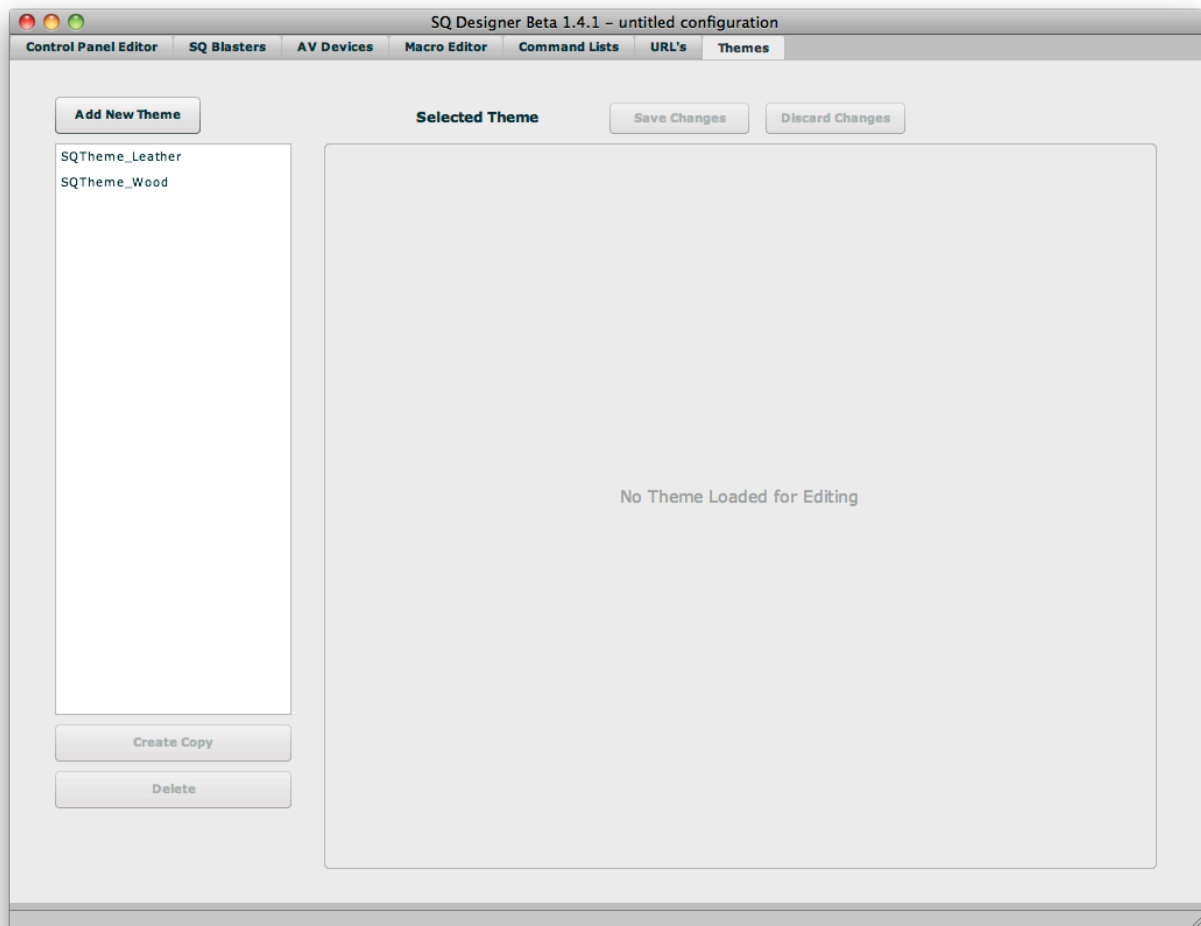 SQ Designer Beta 1.4.1 – untitled configuration
Control Panel Editor SQ Blasters AV Devices Macro Editor Command Lists URL's Themes
Add New Theme Selected Theme Save Changes Discard Changes
SQTheme_Leather
SQTheme_Wood
No Theme Loaded for Editing
Create Copy
Delete